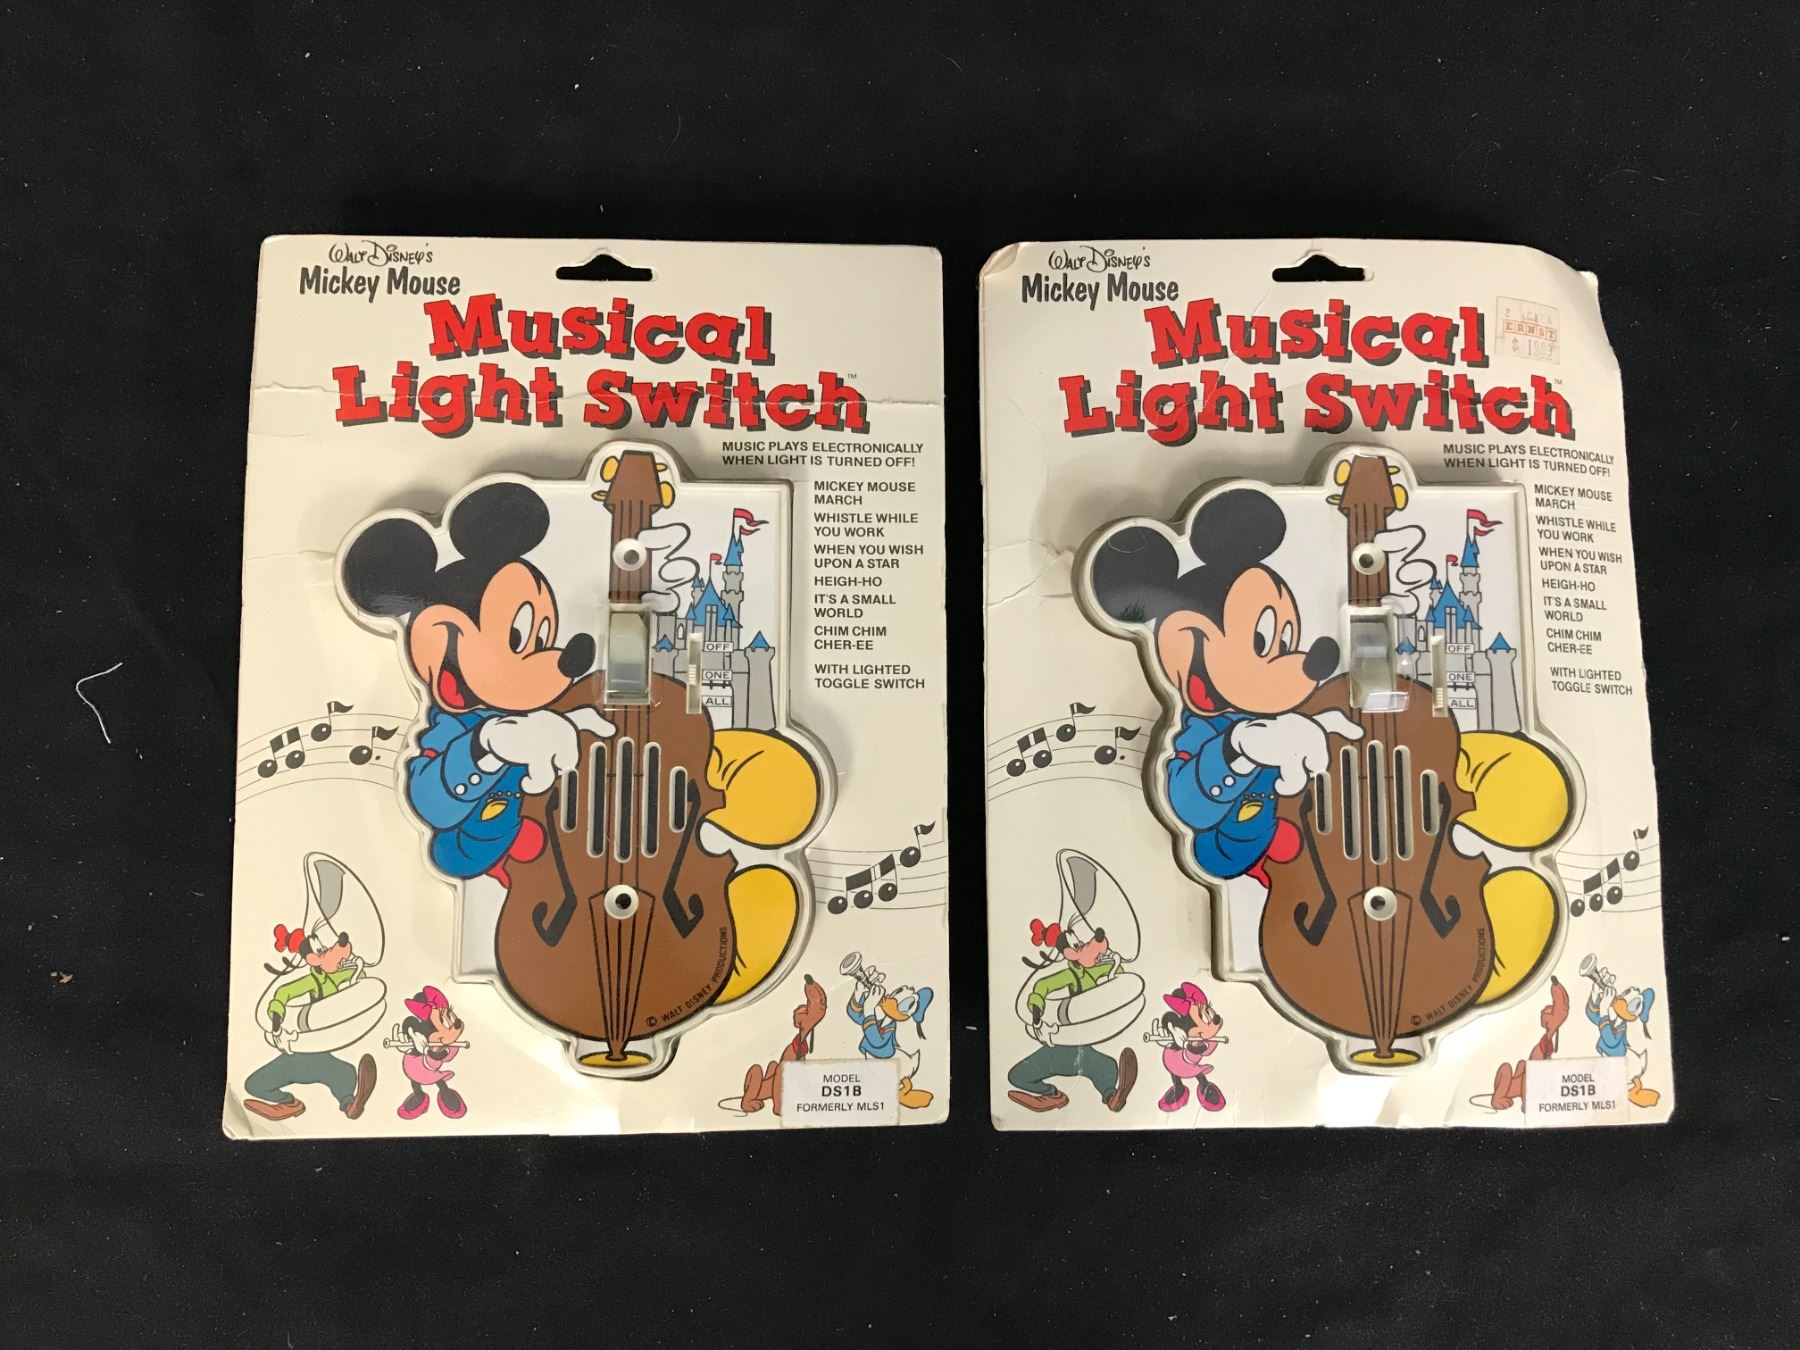 WALT DISNEY'S
Mickey Mouse
Musical
Light Switch™
MUSIC PLAYS ELECTRONICALLY
WHEN LIGHT IS TURNED OFF!
MICKEY MOUSE
MARCH
WHISTLE WHILE
YOU WORK
WHEN YOU WISH
UPON A STAR
HEIGH-HO
IT'S A SMALL
WORLD
CHIM CHIM
CHER-EE
WITH LIGHTED
TOGGLE SWITCH
OFF
ONE
ALL
© WALT DISNEY PRODUCTIONS
MODEL
DS1B
FORMERLY MLS1
WALT DISNEY'S
Mickey Mouse
Musical
Light Switch™
ERNST
MUSIC PLAYS ELECTRONICALLY
WHEN LIGHT IS TURNED OFF!
MICKEY MOUSE
MARCH
WHISTLE WHILE
YOU WORK
WHEN YOU WISH
UPON A STAR
HEIGH-HO
IT'S A SMALL
WORLD
CHIM CHIM
CHER-EE
WITH LIGHTED
TOGGLE SWITCH
OFF
ONE
ALL
© WALT DISNEY PRODUCTIONS
MODEL
DS1B
FORMERLY MLS1